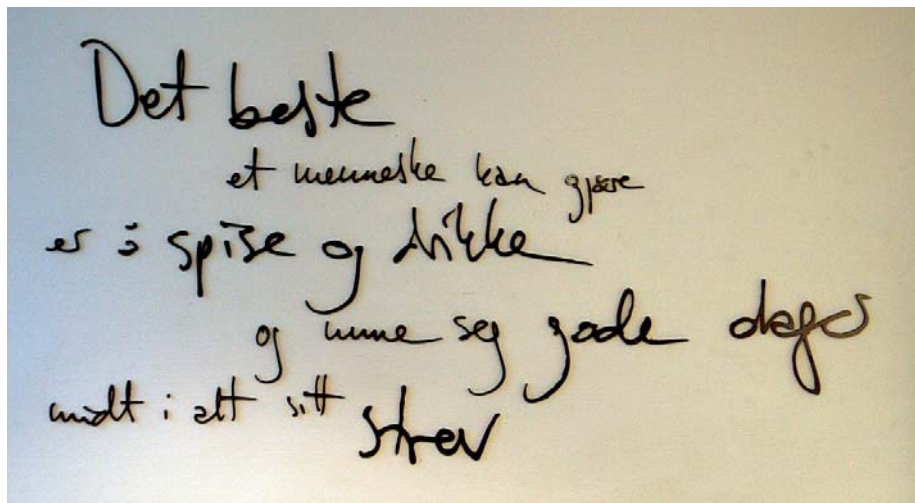 Det beste
et menneske kan gjøre
er å spise og drikke
og unne seg gode dager
midt i alt sitt
strev